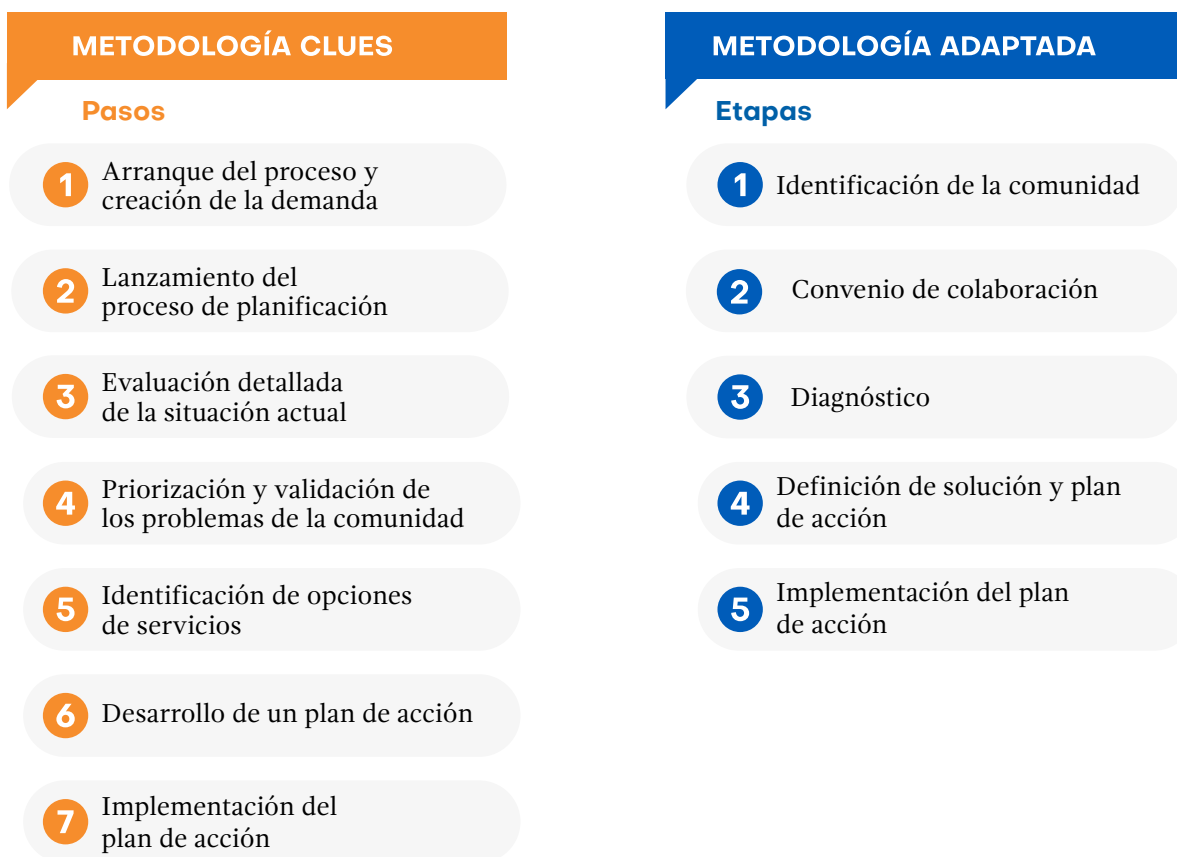 METODOLOGÍA CLUES
Pasos
1
Arranque del proceso y
creación de la demanda
2
Lanzamiento del
proceso de planificación
3
Evaluación detallada
de la situación actual
4
Priorización y validación de
los problemas de la comunidad
5
Identificación de opciones
de servicios
6
Desarrollo de un plan de acción
7
Implementación del
plan de acción
METODOLOGÍA ADAPTADA
Etapas
1
Identificación de la comunidad
2
Convenio de colaboración
3
Diagnóstico
4
Definición de solución y plan
de acción
5
Implementación del plan
de acción